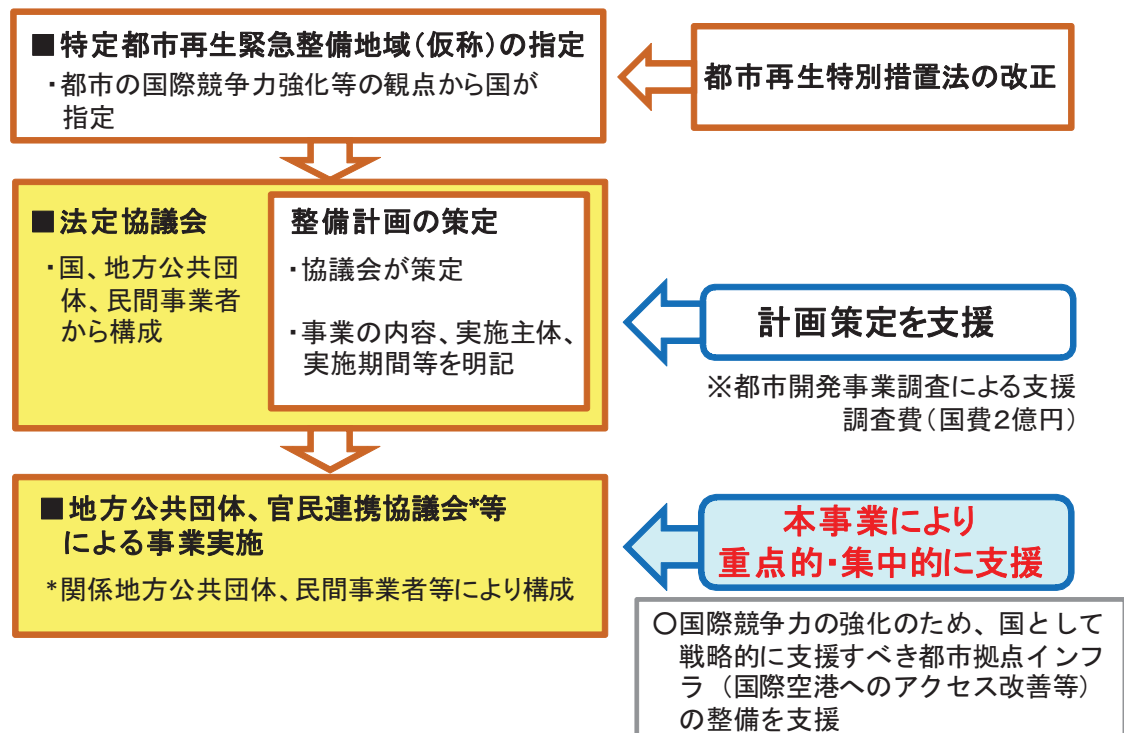 ■特定都市再生緊急整備地域(仮称)の指定
・都市の国際競争力強化等の観点から国が
指定
都市再生特別措置法の改正
■法定協議会
・国、地方公共団
体、民間事業者
から構成
整備計画の策定
・協議会が策定
・事業の内容、実施主体、
実施期間等を明記
計画策定を支援
※都市開発事業調査による支援
調査費(国費2億円)
■地方公共団体、官民連携協議会*等
による事業実施
*関係地方公共団体、民間事業者等により構成
本事業により
重点的・集中的に支援
○国際競争力の強化のため、国として
戦略的に支援すべき都市拠点インフ
ラ（国際空港へのアクセス改善等）
の整備を支援